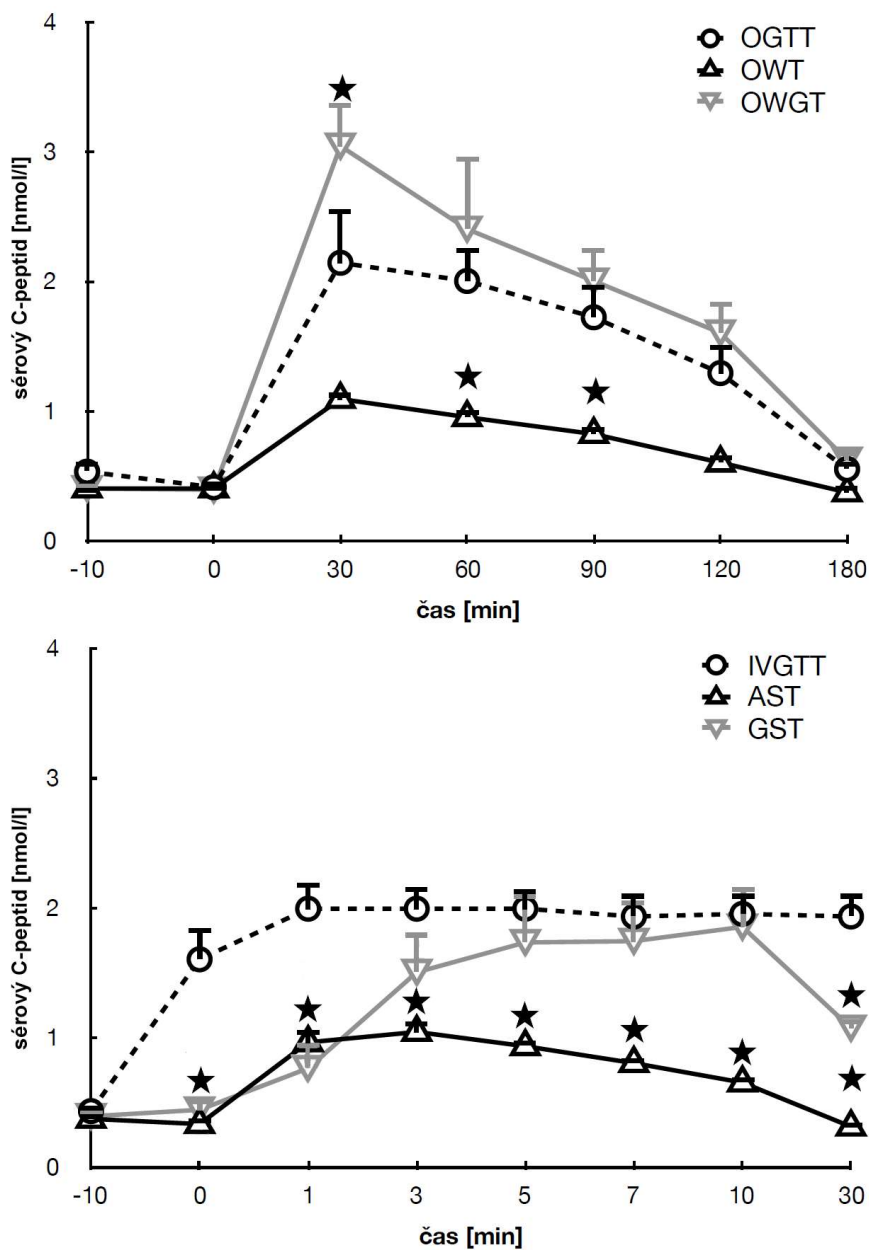 4
3
2
1
0
sérový C-peptid [nmol/l]
OGTT
OWT
OWGT
-10 0 30 60 90 120 180
čas [min]
4
3
2
1
0
sérový C-peptid [nmol/l]
IVGTT
AST
GST
-10 0 1 3 5 7 10 30
čas [min]